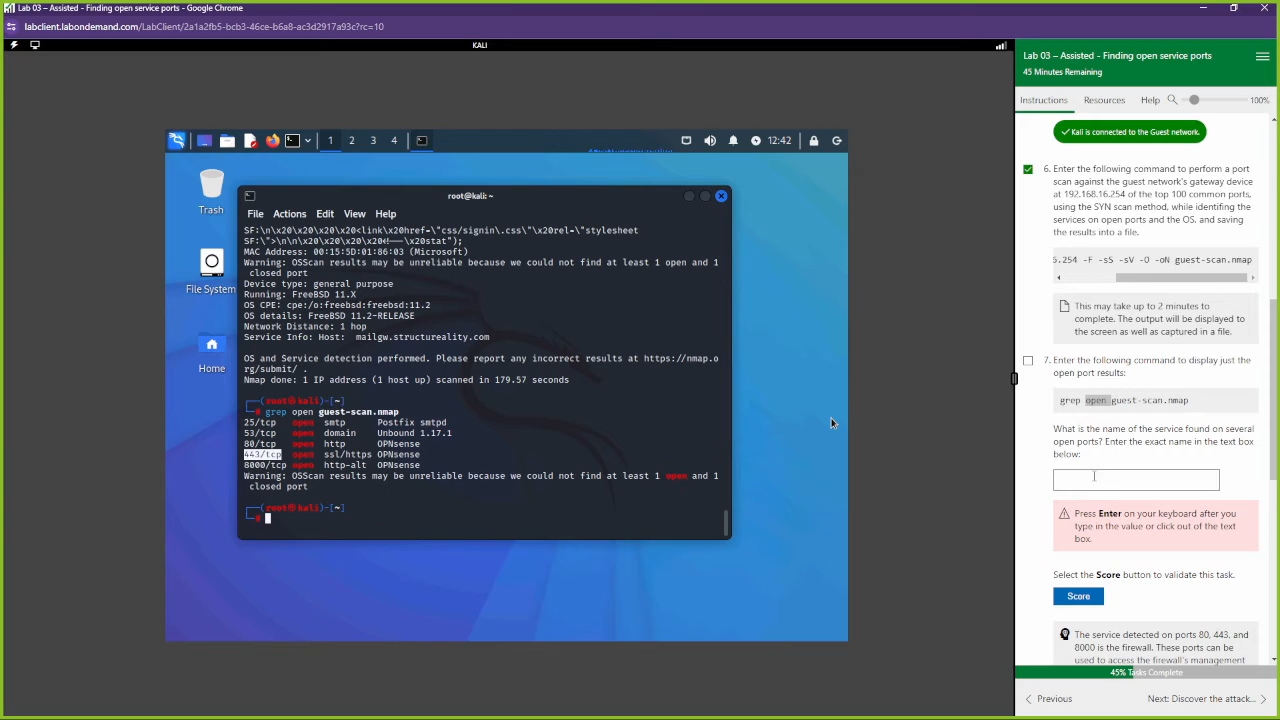 Lab 03 – Assisted - Finding open service ports - Google Chrome
labclient.labondemand.com/LabClient/2a1a2fb5-bcb3-46ce-b6a8-ac3d2917a93c?rc=10
KALI
1 2 3 4
12:42
Trash
File System
Home
root@kali: ~
File Actions Edit View Help
SF:\n\x20\x20\x20\x20<link\x20href=\"css/signin\.css\"\x20rel=\"stylesheet
SF:\">\n\n\x20\x20\x20\x20<!--\x20stat");
MAC Address: 00:15:5D:01:86:03 (Microsoft)
Warning: OSScan results may be unreliable because we could not find at least 1 open and 1
closed port
Device type: general purpose
Running: FreeBSD 11.X
OS CPE: cpe:/o:freebsd:freebsd:11.2
OS details: FreeBSD 11.2-RELEASE
Network Distance: 1 hop
Service Info: Host:  mailgw.structureality.com
OS and Service detection performed. Please report any incorrect results at https://nmap.o
rg/submit/ .
Nmap done: 1 IP address (1 host up) scanned in 179.57 seconds
(root㉿kali)-[~]
# grep open guest-scan.nmap
25/tcp open smtp Postfix smtpd
53/tcp open domain Unbound 1.17.1
80/tcp open http OPNsense
443/tcp open ssl/https OPNsense
8000/tcp open http-alt OPNsense
Warning: OSScan results may be unreliable because we could not find at least 1 open and 1
closed port
(root㉿kali)-[~]
#
Lab 03 – Assisted - Finding open service ports
45 Minutes Remaining
Instructions Resources Help 100%
Kali is connected to the Guest network.
6. Enter the following command to perform a port
scan against the guest network's gateway device
at 192.168.16.254 of the top 100 common ports,
using the SYN scan method, while identifing the
services on open ports and the OS. and saving
the results into a file.
.254 -F -sS -sV -O -oN guest-scan.nmap
This may take up to 2 minutes to
complete. The output will be displayed to
the screen as well as captured in a file.
7. Enter the following command to display just the
open port results:
grep open guest-scan.nmap
What is the name of the service found on several
open ports? Enter the exact name in the text box
below:
Press Enter on your keyboard after you
type in the value or click out of the text
box.
Select the Score button to validate this task.
Score
The service detected on ports 80, 443, and
8000 is the firewall. These ports can be
used to access the firewall's management
45% Tasks Complete
Previous
Next: Discover the attack...